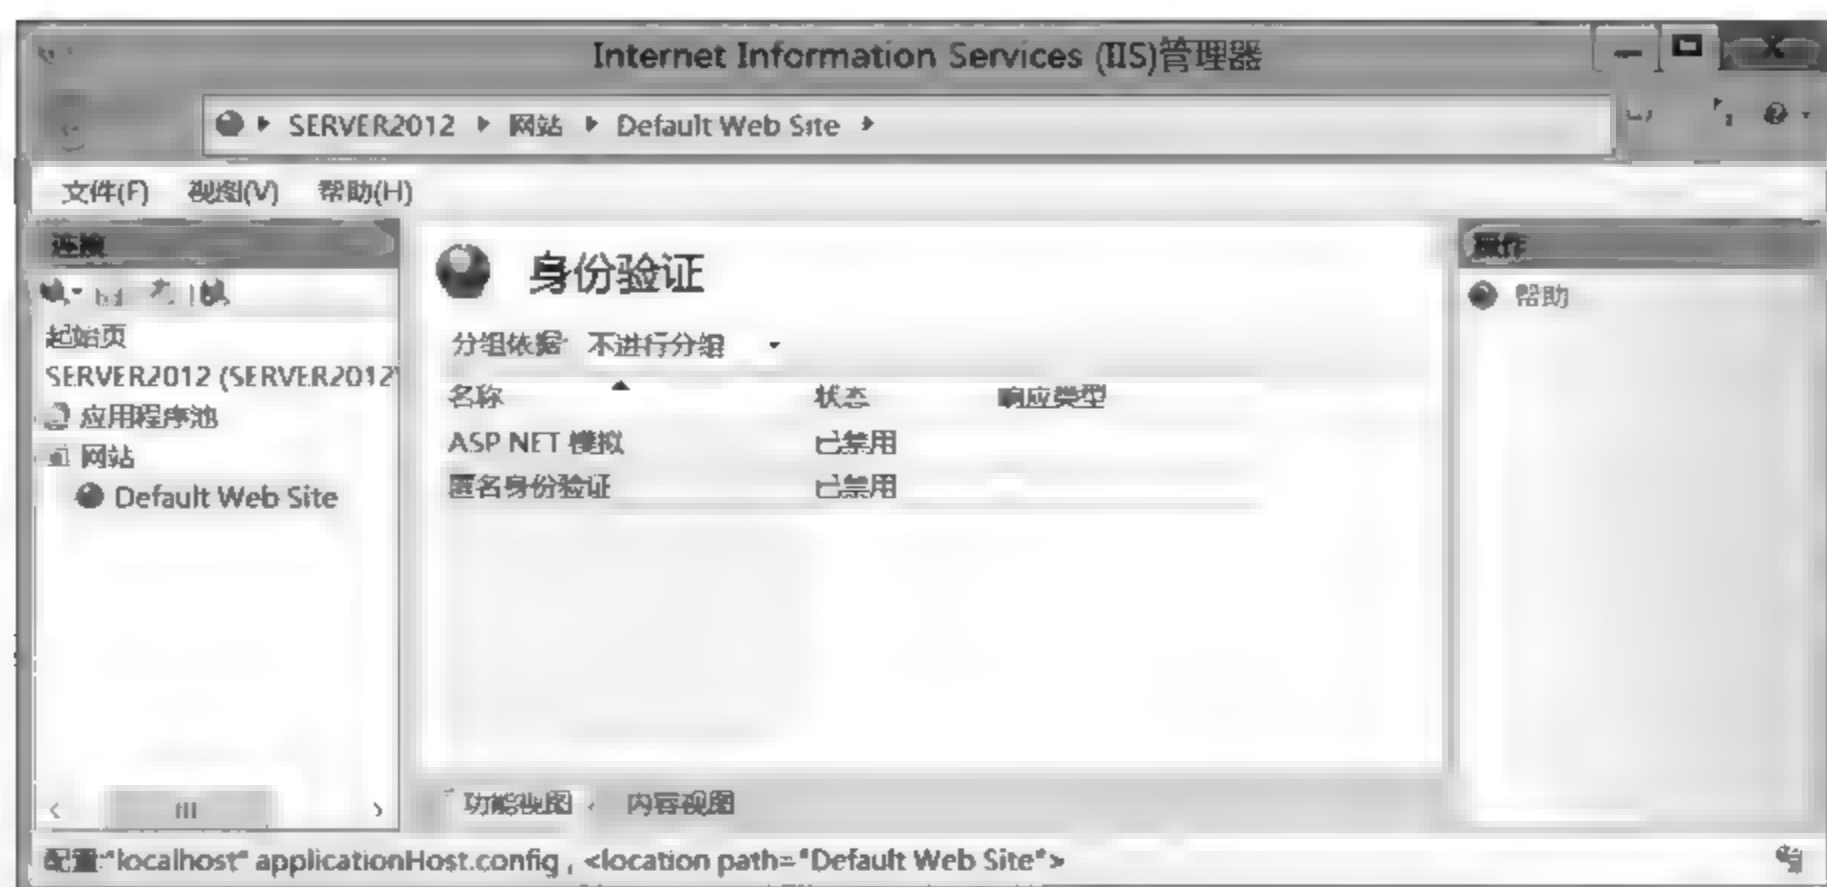 Internet Information Services (IIS)管理器
SERVER2012 网站 Default Web Site
文件(F) 视图(V) 帮助(H)
连接
起始页
SERVER2012 (SERVER2012\
应用程序池
网站
Default Web Site
身份验证
分组依据: 不进行分组
名称 状态 响应类型
ASP NET 模拟 已禁用
匿名身份验证 已禁用
功能视图 内容视图
操作
帮助
配置:"localhost" applicationHost.config , <location path="Default Web Site">